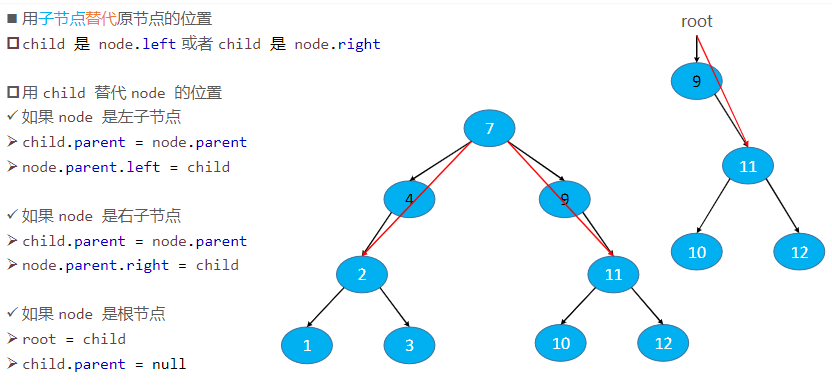 ■ 用子节点替代原节点的位置
□ child 是 node.left 或者 child 是 node.right
□ 用 child 替代 node 的位置
✓ 如果 node 是左子节点
➢ child.parent = node.parent
➢ node.parent.left = child
✓ 如果 node 是右子节点
➢ child.parent = node.parent
➢ node.parent.right = child
✓ 如果 node 是根节点
➢ root = child
➢ child.parent = null
7
4 9
2 11
1 3 10 12
root
9
11
10 12